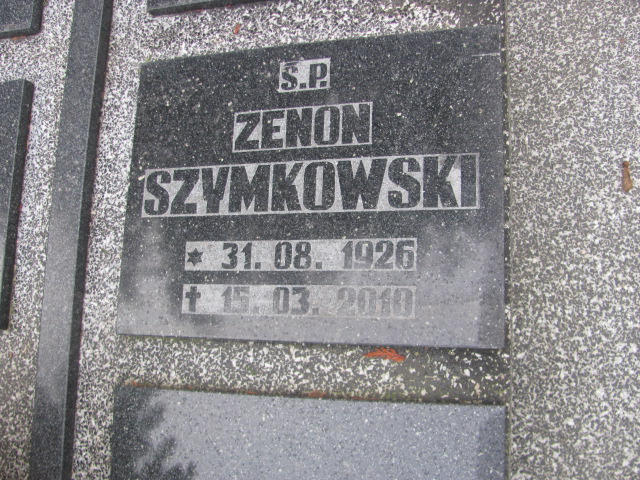 Ś.P.
ZENON
SZYMKOWSKI
* 31. 08. 1926
† 15. 03. 2010